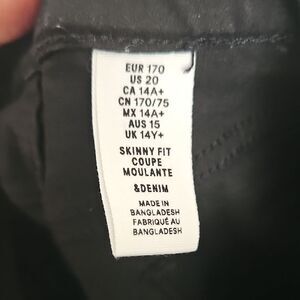 EUR 170
US 20
CA 14A+
CN 170/75
MX 14A+
AUS 15
UK 14Y+
SKINNY FIT
COUPE
MOULANTE
&DENIM
MADE IN
BANGLADESH
FABRIQUÉ AU
BANGLADESH